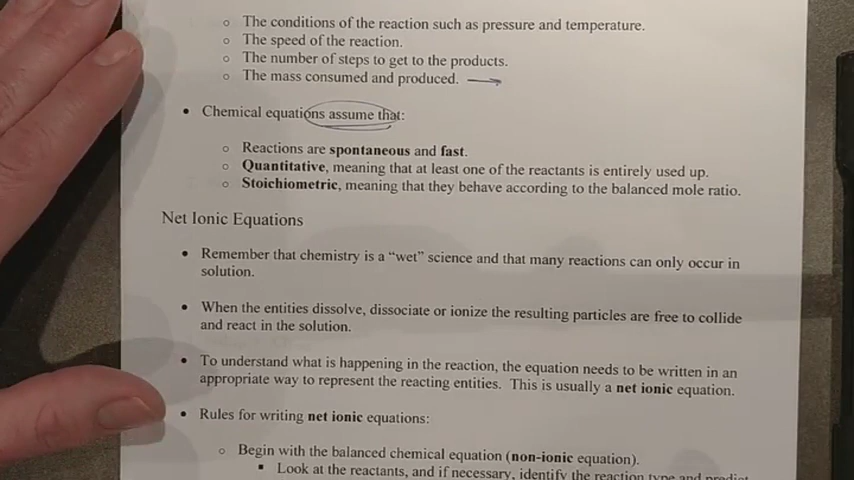 The conditions of the reaction such as pressure and temperature.
The speed of the reaction.
The number of steps to get to the products.
The mass consumed and produced.
Chemical equations assume that:
Reactions are spontaneous and fast.
Quantitative, meaning that at least one of the reactants is entirely used up.
Stoichiometric, meaning that they behave according to the balanced mole ratio.
Net Ionic Equations
Remember that chemistry is a “wet” science and that many reactions can only occur in
solution.
When the entities dissolve, dissociate or ionize the resulting particles are free to collide
and react in the solution.
To understand what is happening in the reaction, the equation needs to be written in an
appropriate way to represent the reacting entities. This is usually a net ionic equation.
Rules for writing net ionic equations:
Begin with the balanced chemical equation (non-ionic equation).
Look at the reactants, and if necessary, identify the reaction type and predict